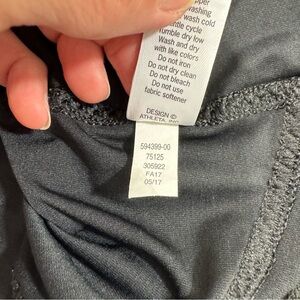 washing
Wash cold
gentle cycle
Tumble dry low
Wash and dry
with like colors
Do not iron
Do not dry clean
Do not bleach
Do not use
fabric softener
DESIGN ©
ATHLETA, INC.
594399-00
75125
305922
FA17
05/17